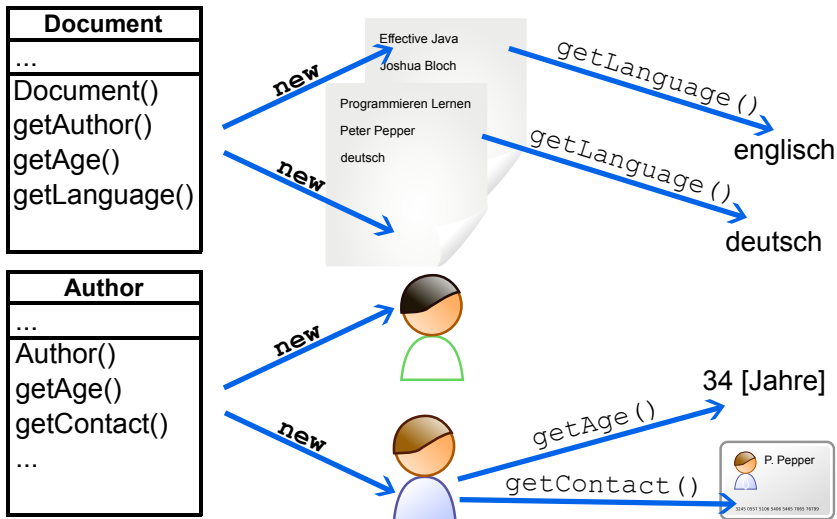 Document
...
Document()
getAuthor()
getAge()
getLanguage()
new
new
Effective Java
Joshua Bloch
Programmieren Lernen
Peter Pepper
deutsch
getLanguage()
englisch
getLanguage()
deutsch
Author
...
Author()
getAge()
getContact()
...
new
new
getAge()
34 [Jahre]
getContact()
P. Pepper